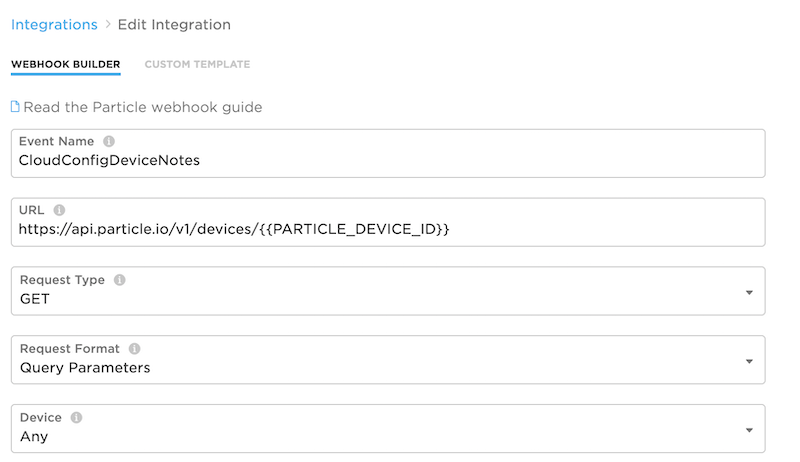 Integrations > Edit Integration
WEBHOOK BUILDER CUSTOM TEMPLATE
Read the Particle webhook guide
Event Name i
CloudConfigDeviceNotes
URL i
https://api.particle.io/v1/devices/{{PARTICLE_DEVICE_ID}}
Request Type i
GET
Request Format i
Query Parameters
Device i
Any